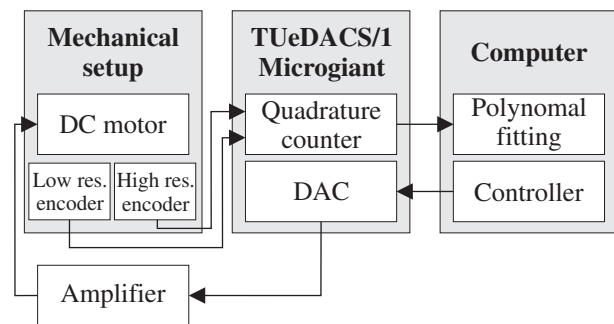 Mechanical
setup
DC motor
Low res.
encoder
High res.
encoder
Amplifier
TUeDACS/1
Microgiant
Quadrature
counter
DAC
Computer
Polynomal
fitting
Controller